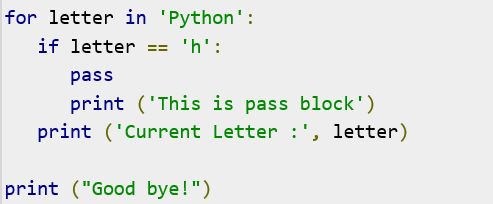 for letter in 'Python':
   if letter == 'h':
      pass
      print ('This is pass block')
   print ('Current Letter :', letter)

print ("Good bye!")